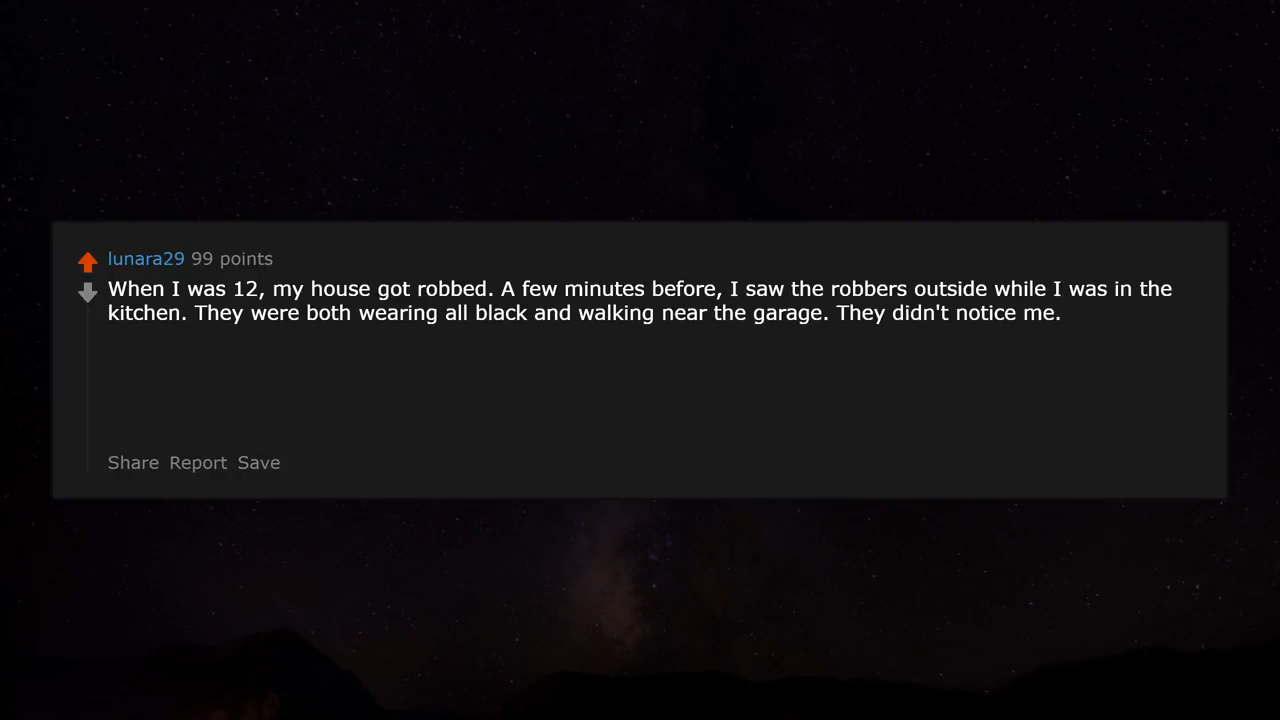 lunara29 99 points
When I was 12, my house got robbed. A few minutes before, I saw the robbers outside while I was in the
kitchen. They were both wearing all black and walking near the garage. They didn't notice me.
Share Report Save